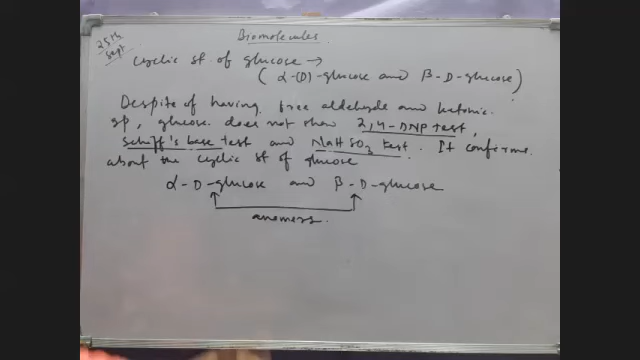 25th Sept
Biomolecules
Cyclic st. of glucose →
(α-(D)-glucose and β-D-glucose)
Despite of having free aldehyde and ketonic
gp, glucose does not show 2,4-DNP test,
Schiff's base test and NaHSO3 test. It confirms
about the cyclic st of glucose
α-D-glucose and β-D-glucose
anomers.